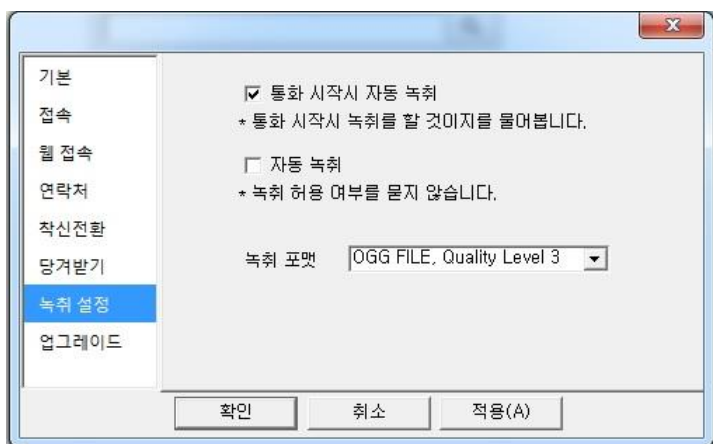 기본
접속
웹 접속
연락처
착신전환
당겨받기
녹취 설정
업그레이드
통화 시작시 자동 녹취
* 통화 시작시 녹취를 할 것이지를 물어봅니다.
자동 녹취
* 녹취 허용 여부를 묻지 않습니다.
녹취 포맷 OGG FILE, Quality Level 3
확인 취소 적용(A)